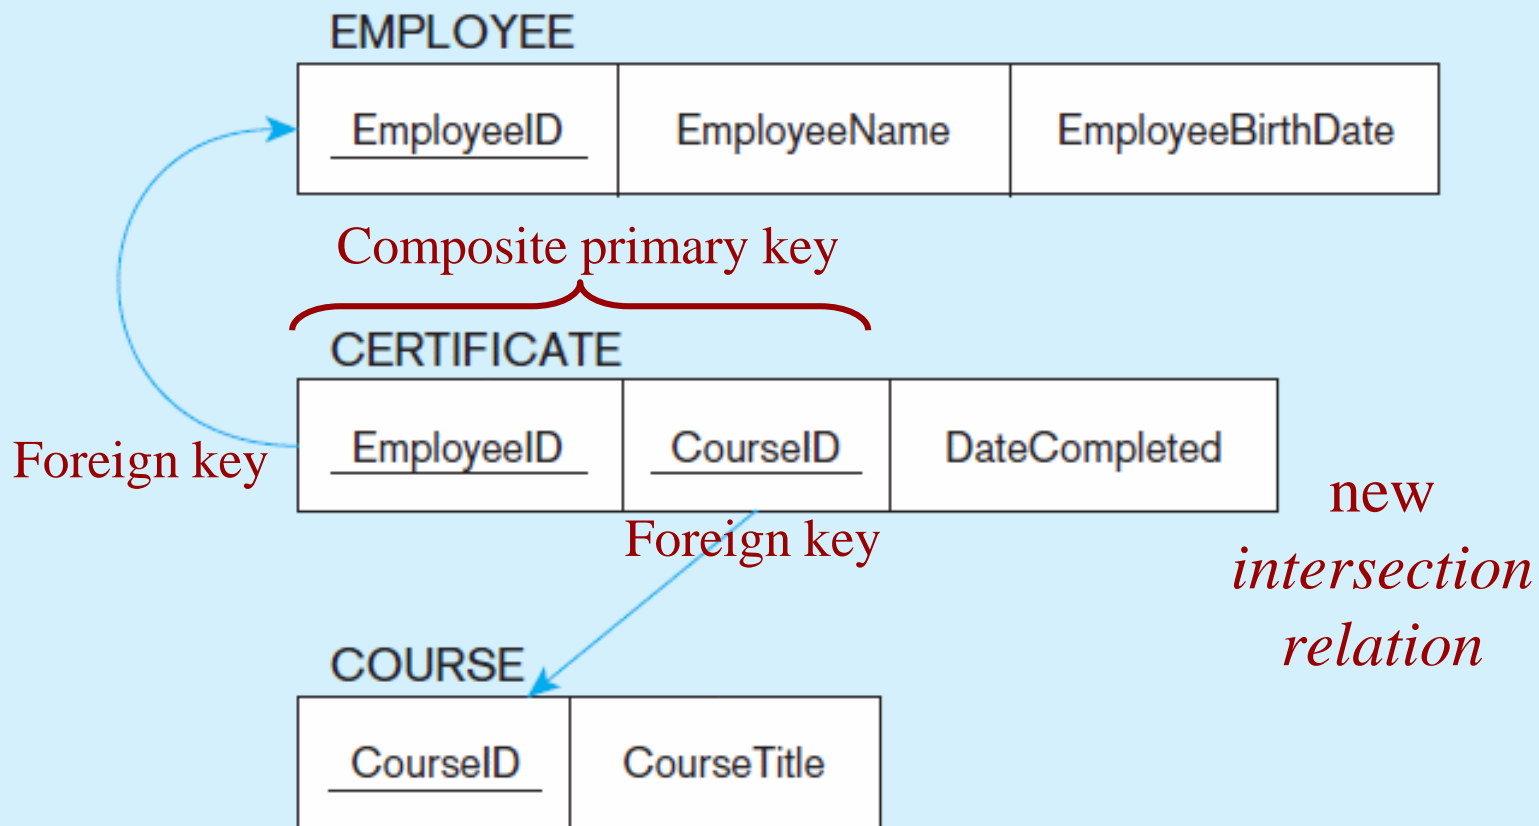 EMPLOYEE
EmployeeID EmployeeName EmployeeBirthDate
Composite primary key
CERTIFICATE
EmployeeID CourseID DateCompleted
Foreign key
Foreign key
new
intersection
relation
COURSE
CourseID CourseTitle